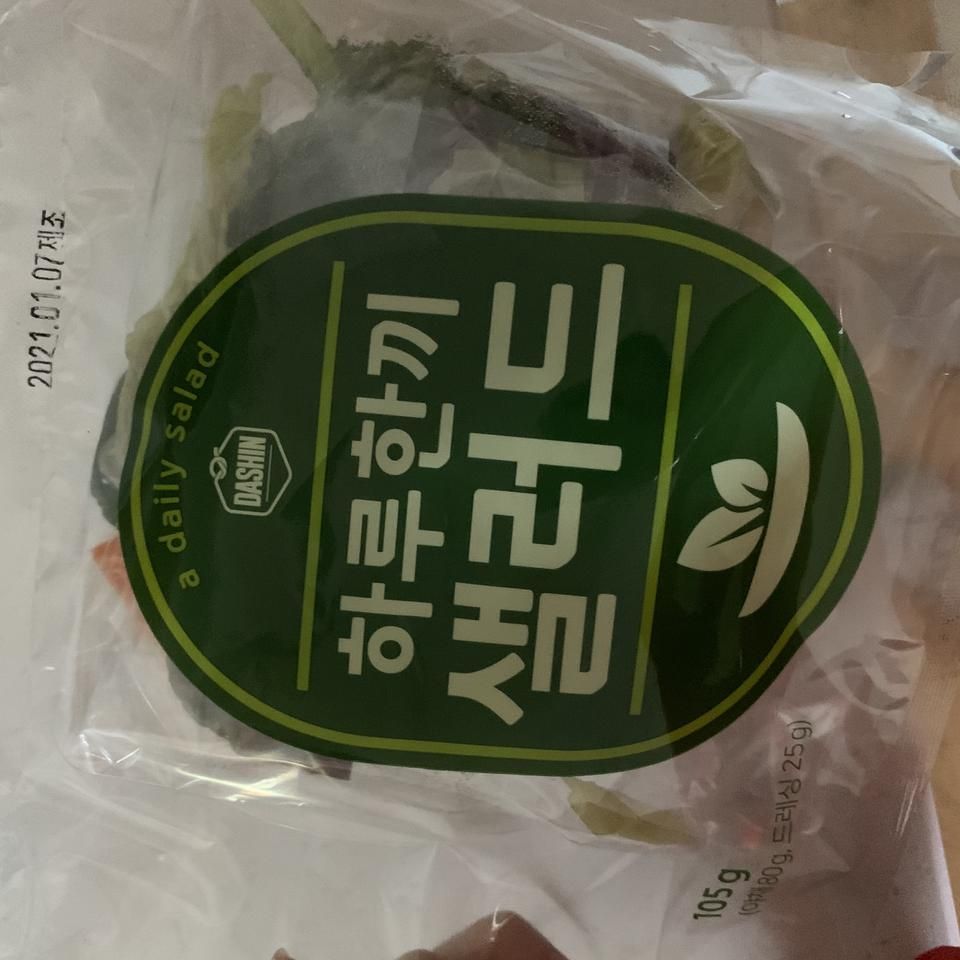 2021.01.07제조
a daily salad
DASHIN
하루한끼
샐러드
105g
(야채80g, 드레싱 25g)